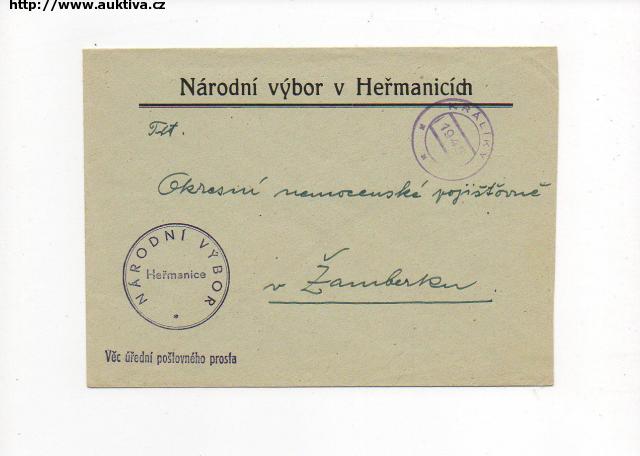 http://www.auktiva.cz
Národní výbor v Heřmanicích
KRÁLÍKY
Tit.
Okresní nemocenské pojišťovně
v Žamberku
NÁRODNÍ VÝBOR
Heřmanice
Věc úřední poštovného prosta